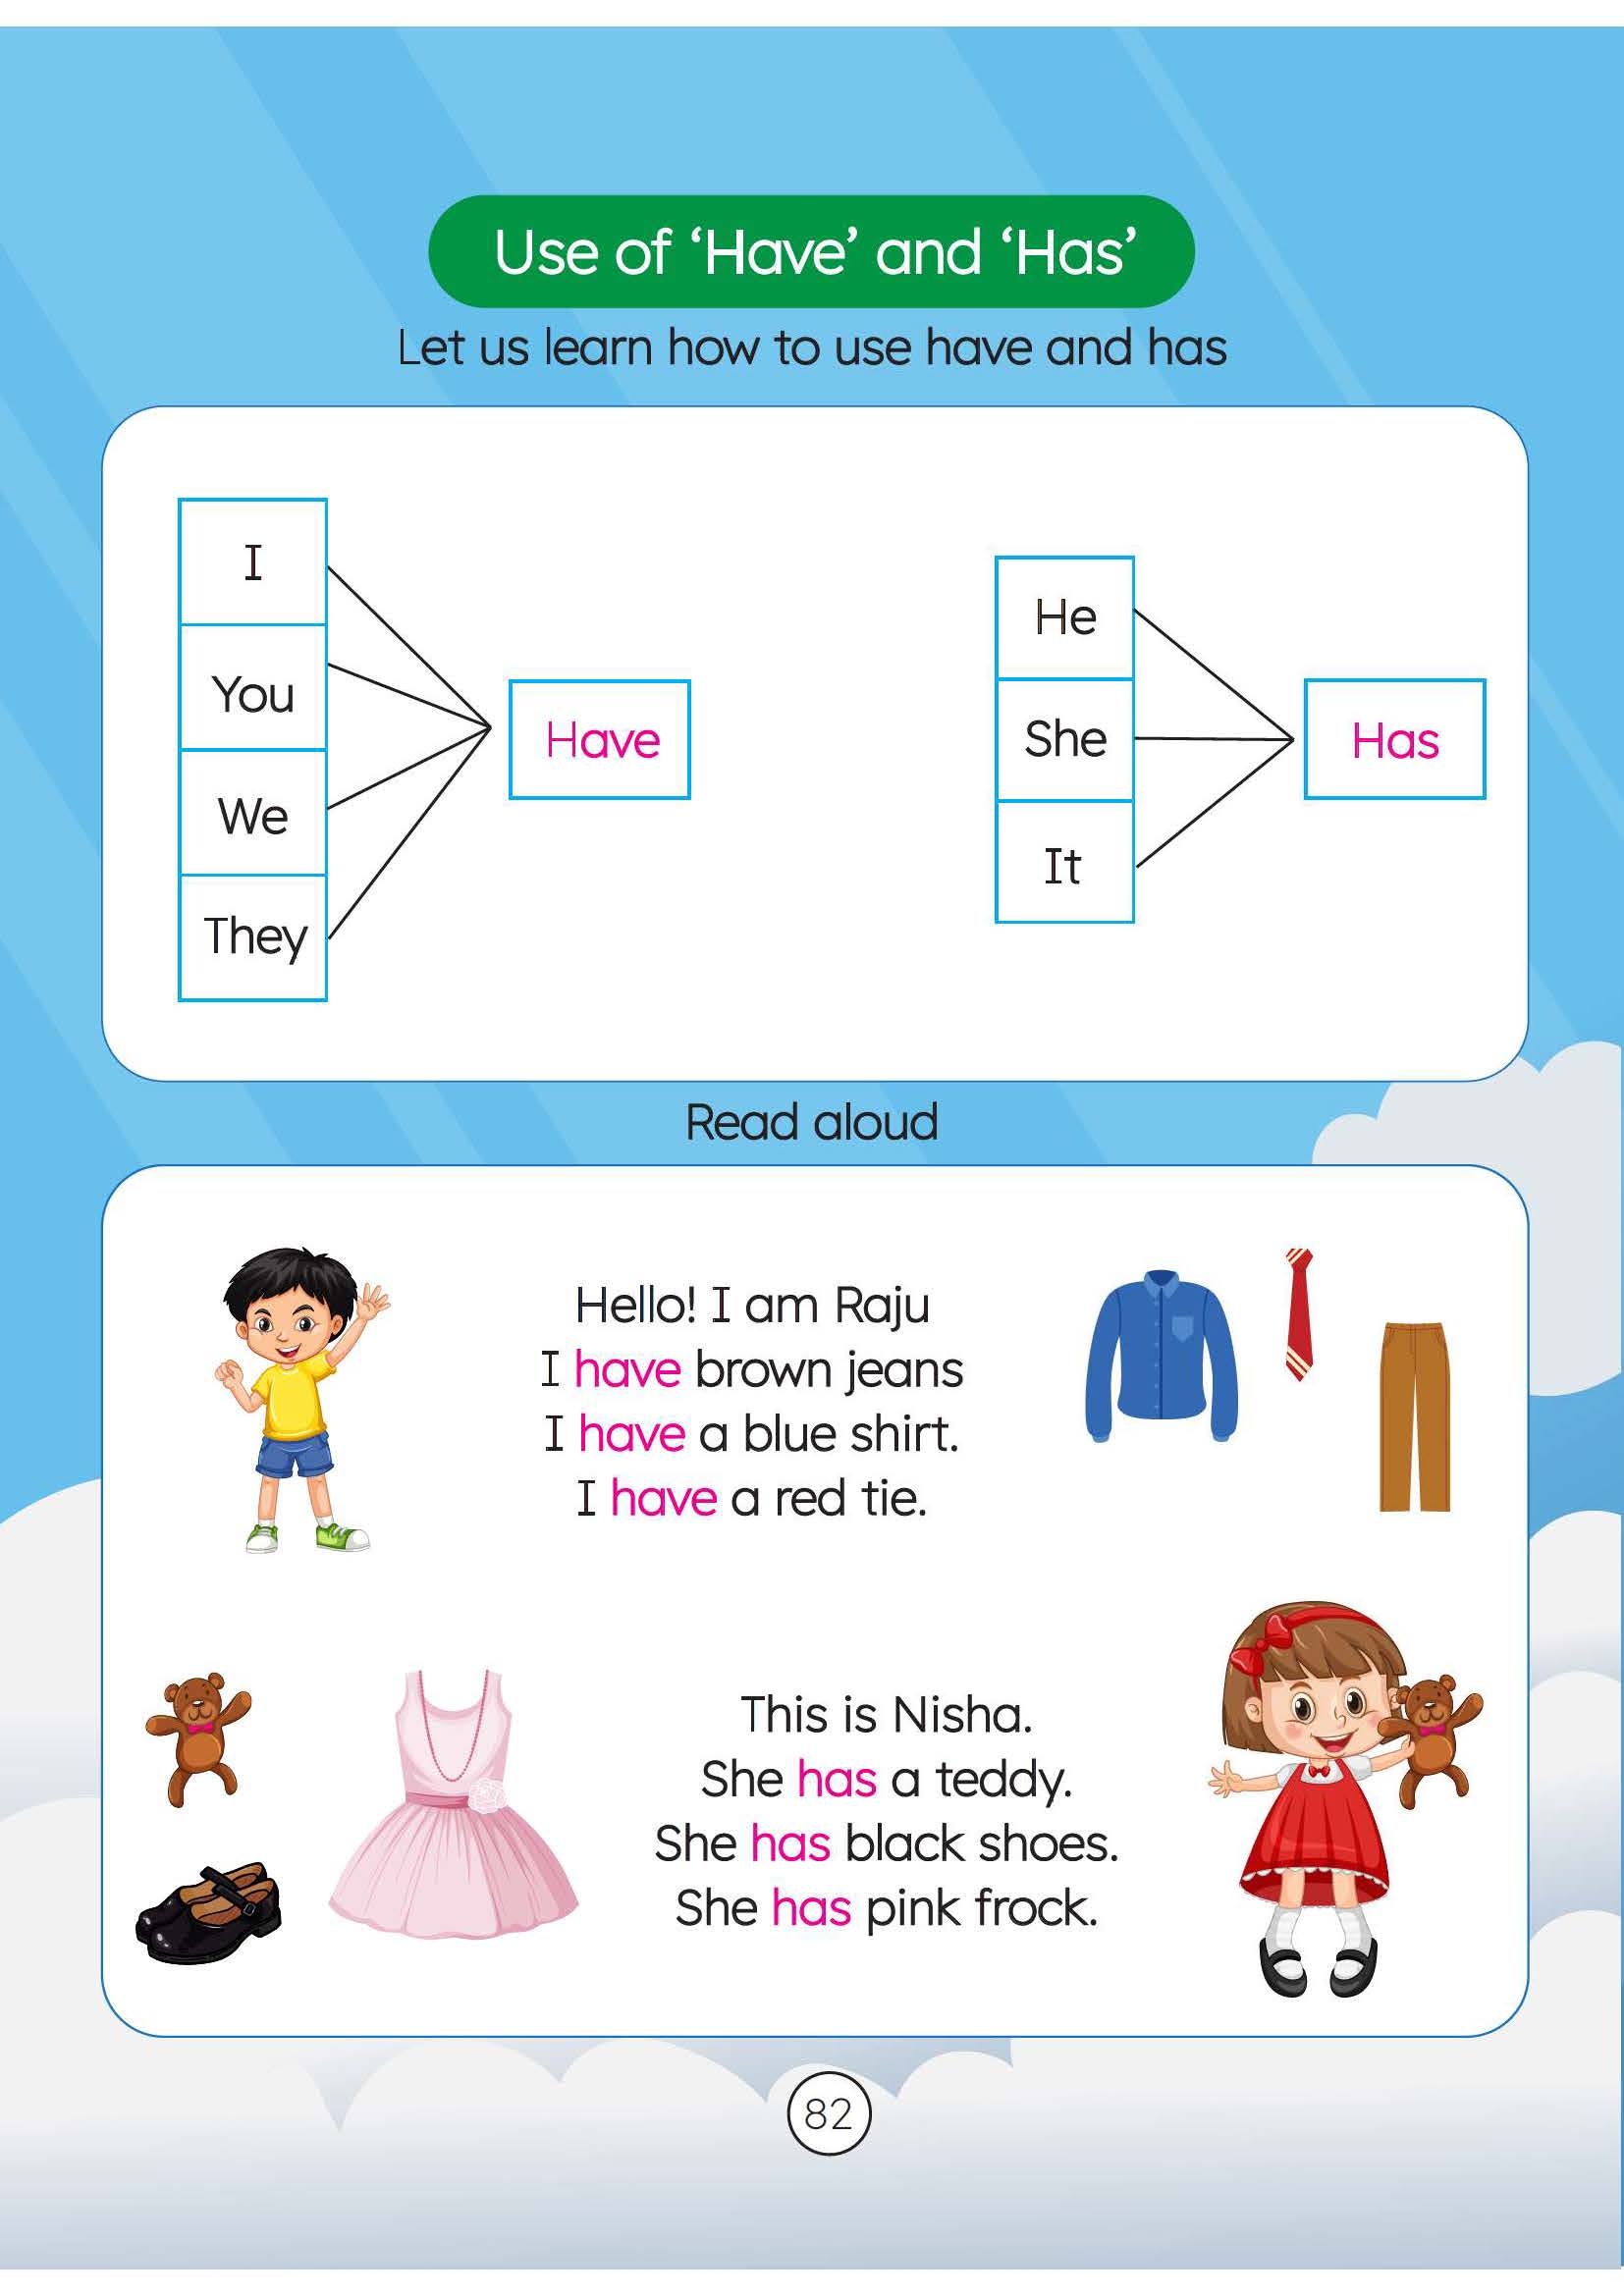 Use of ‘Have’ and ‘Has’
Let us learn how to use have and has
I
You
We
They
Have
He
She
It
Has
Read aloud
Hello! I am Raju
I have brown jeans
I have a blue shirt.
I have a red tie.
This is Nisha.
She has a teddy.
She has black shoes.
She has pink frock.
82